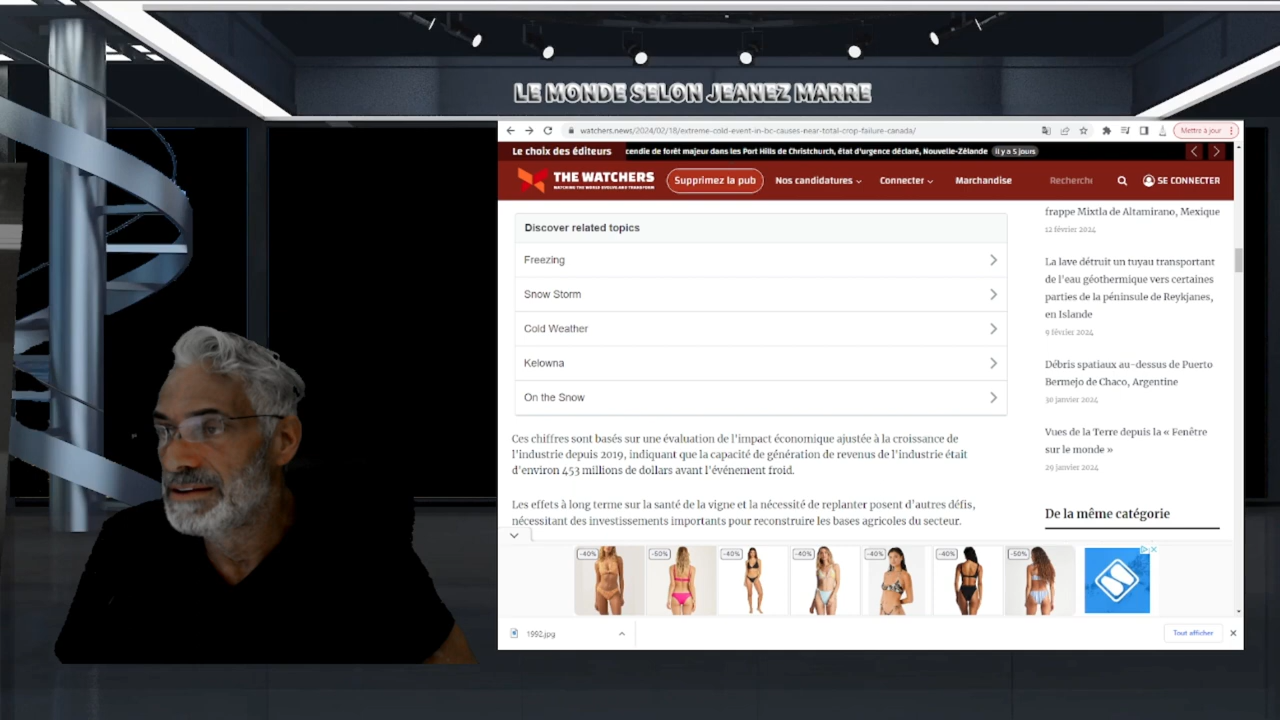 LE MONDE SELON JEANEZ MARRE
watchers.news/2024/02/18/extreme-cold-event-in-bc-causes-near-total-crop-failure-canada/
Mettre à jour
Le choix des éditeurs
cendie de forêt majeur dans les Port Hills de Christchurch, état d'urgence déclaré, Nouvelle-Zélande il y a 5 jours
THE WATCHERS
WATCHING THE WORLD EVOLVE AND TRANSFORM
Supprimez la pub
Nos candidatures
Connecter
Marchandise
Recherche
SE CONNECTER
Discover related topics
Freezing
Snow Storm
Cold Weather
Kelowna
On the Snow
Ces chiffres sont basés sur une évaluation de l'impact économique ajustée à la croissance de
l'industrie depuis 2019, indiquant que la capacité de génération de revenus de l'industrie était
d'environ 453 millions de dollars avant l'événement froid.
Les effets à long terme sur la santé de la vigne et la nécessité de replanter posent d'autres défis,
nécessitant des investissements importants pour reconstruire les bases agricoles du secteur.
frappe Mixtla de Altamirano, Mexique
12 février 2024
La lave détruit un tuyau transportant
de l'eau géothermique vers certaines
parties de la péninsule de Reykjanes,
en Islande
9 février 2024
Débris spatiaux au-dessus de Puerto
Bermejo de Chaco, Argentine
30 janvier 2024
Vues de la Terre depuis la « Fenêtre
sur le monde »
29 janvier 2024
De la même catégorie
-40%
-50%
-40%
-40%
-40%
-40%
-50%
1992.jpg
Tout afficher